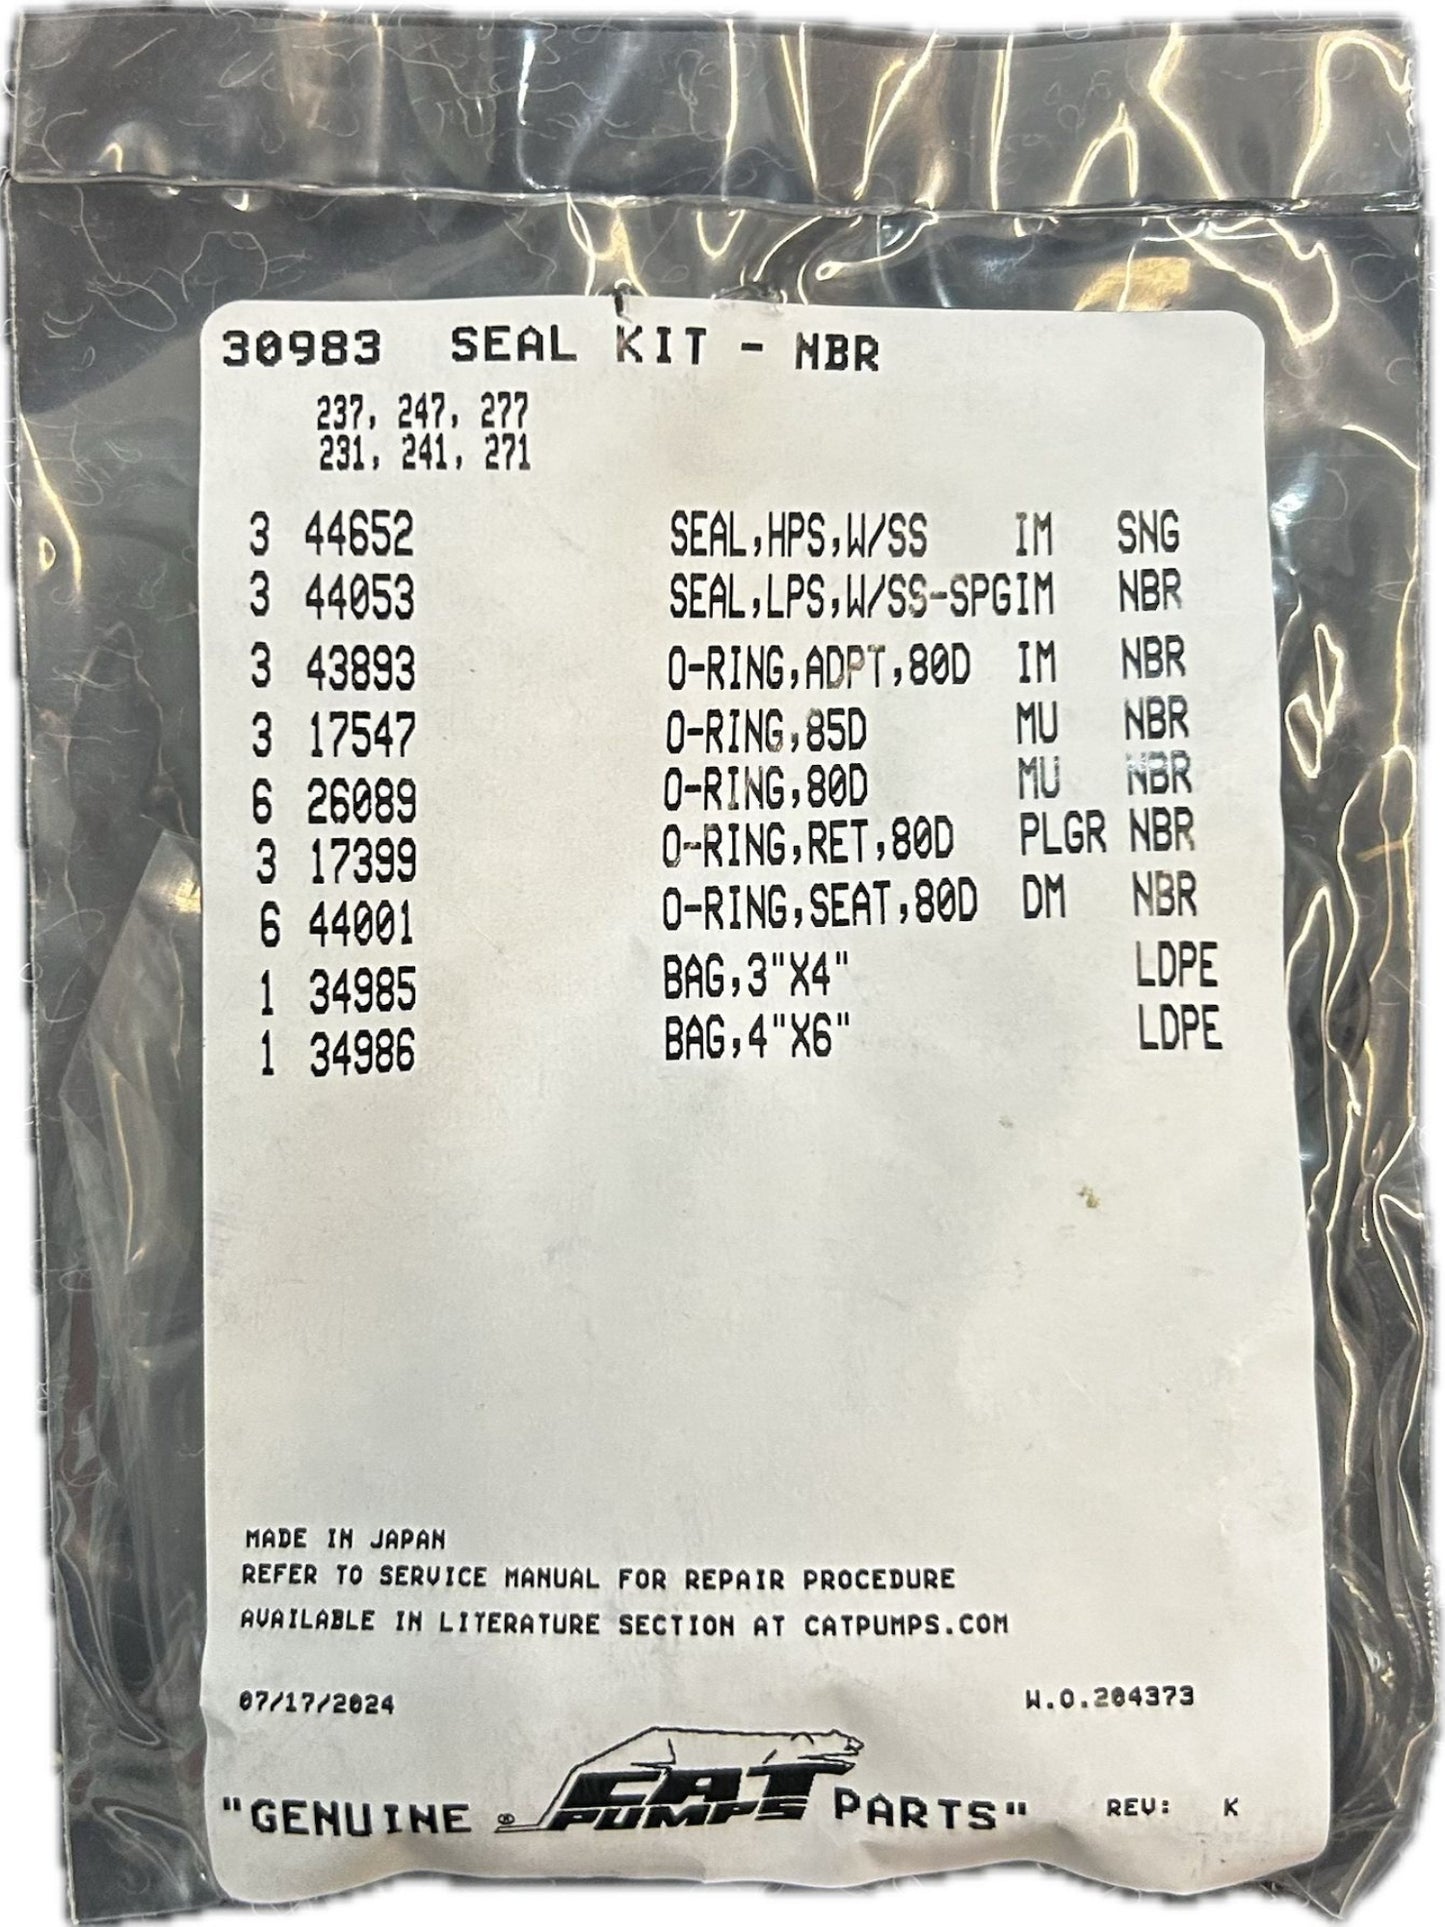 30983 SEAL KIT - NBR
237, 247, 277
231, 241, 271
3 44652 SEAL,HPS,W/SS IM SNG
3 44053 SEAL,LPS,W/SS-SPGIM NBR
3 43893 O-RING,ADPT,80D IM NBR
3 17547 O-RING,85D MU NBR
6 26089 O-RING,80D MU NBR
3 17399 O-RING,RET,80D PLGR NBR
6 44001 O-RING,SEAT,80D DM NBR
1 34985 BAG,3"X4" LDPE
1 34986 BAG,4"X6" LDPE
MADE IN JAPAN
REFER TO SERVICE MANUAL FOR REPAIR PROCEDURE
AVAILABLE IN LITERATURE SECTION AT CATPUMPS.COM
07/17/2024 W.O.204373
"GENUINE ® CAT PUMPS PARTS" REV: K